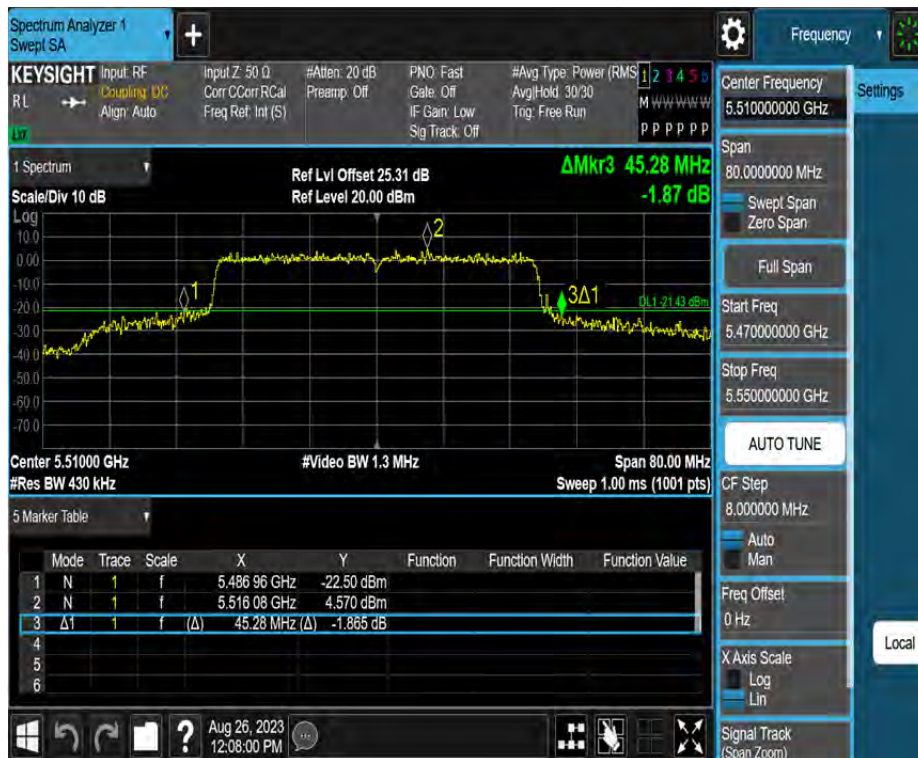 Spectrum Analyzer 1
Swept SA
+
Frequency
KEYSIGHT
RL
LXI
Input: RF
Coupling: DC
Align: Auto
Input Z: 50 Ω
Corr CCorr RCal
Freq Ref: Int (S)
#Atten: 20 dB
Preamp: Off
PNO: Fast
Gate: Off
IF Gain: Low
Sig Track: Off
#Avg Type: Power (RMS
Avg|Hold: 30/30
Trig: Free Run
1 2 3 4 5 6
M W W W W W
P P P P P P
Center Frequency
5.510000000 GHz
Settings
1 Spectrum
Scale/Div 10 dB
Ref Lvl Offset 25.31 dB
Ref Level 20.00 dBm
ΔMkr3 45.28 MHz
-1.87 dB
Span
80.0000000 MHz
Swept Span
Zero Span
Full Span
Start Freq
5.470000000 GHz
Stop Freq
5.550000000 GHz
AUTO TUNE
CF Step
8.000000 MHz
Auto
Man
Freq Offset
0 Hz
X Axis Scale
Log
Lin
Signal Track
(Span Zoom)
Local
Log
10.0
0.00
-10.0
-20.0
-30.0
-40.0
-50.0
-60.0
-70.0
1
2
3Δ1
DL1 -21.43 dBm
Center 5.51000 GHz
#Video BW 1.3 MHz
Span 80.00 MHz
#Res BW 430 kHz
Sweep 1.00 ms (1001 pts)
5 Marker Table
Mode Trace Scale X Y Function Function Width Function Value
1 N 1 f 5.486 96 GHz -22.50 dBm
2 N 1 f 5.516 08 GHz 4.570 dBm
3 Δ1 1 f (Δ) 45.28 MHz (Δ) -1.865 dB
4
5
6
?
Aug 26, 2023
12:08:00 PM